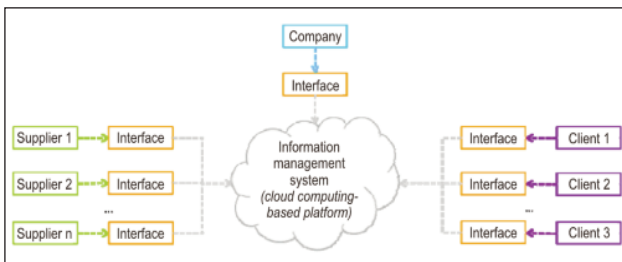 Company
Interface
Supplier 1
Interface
Information
management
system
(cloud computing-
based platform)
Interface
Client 1
Supplier 2
Interface
Interface
Client 2
...
...
Supplier n
Interface
Interface
Client 3